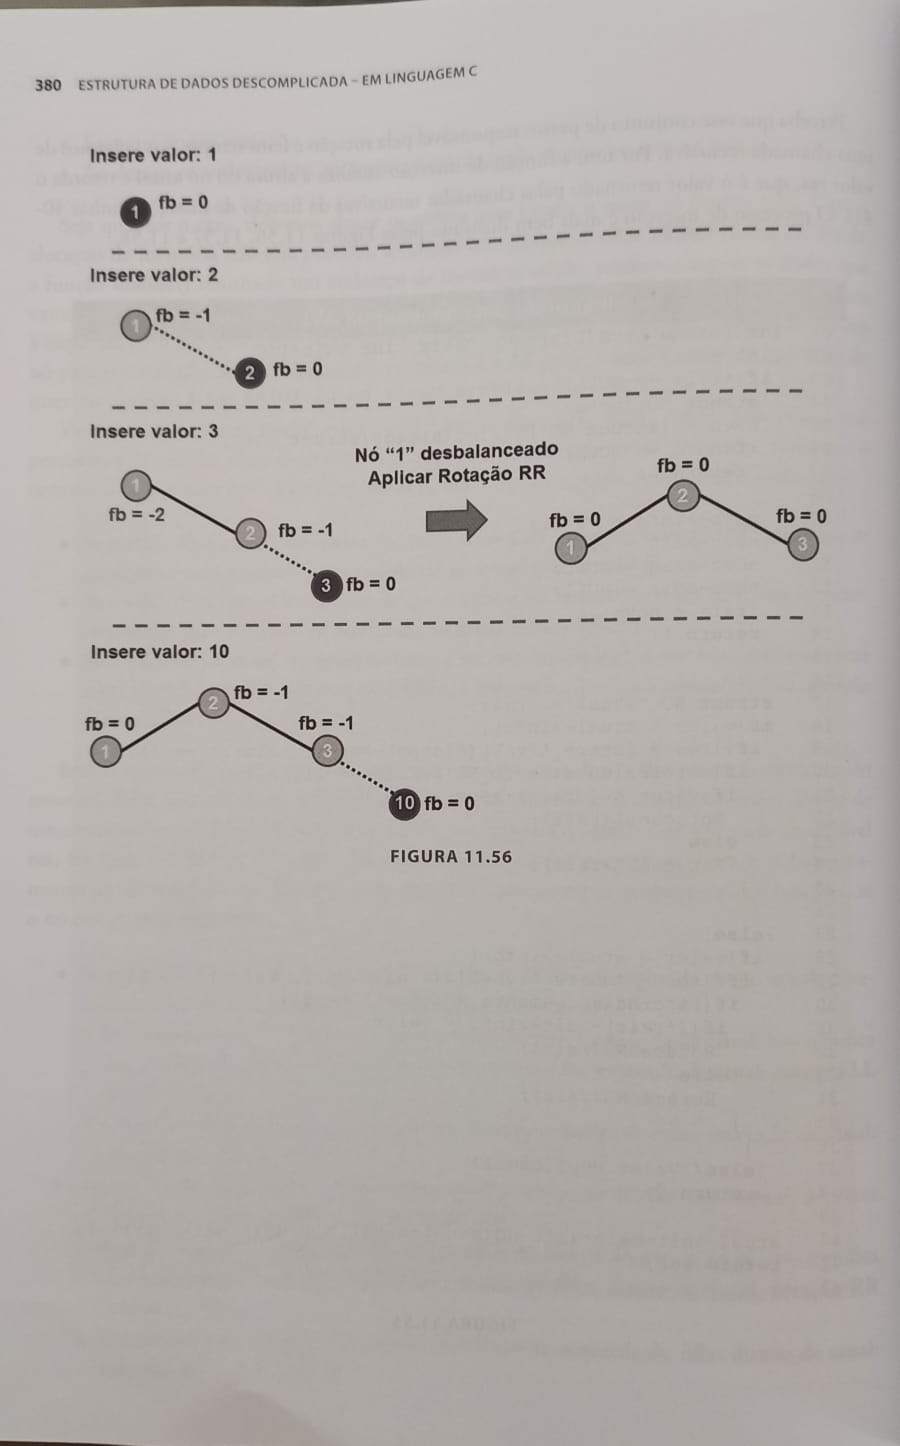 380 ESTRUTURA DE DADOS DESCOMPLICADA – EM LINGUAGEM C
Insere valor: 1
1 fb = 0
Insere valor: 2
1 fb = -1
2 fb = 0
Insere valor: 3
Nó “1” desbalanceado
Aplicar Rotação RR
1
fb = -2
2 fb = -1
3 fb = 0
fb = 0
2
fb = 0
1
fb = 0
3
Insere valor: 10
2 fb = -1
fb = 0
1
fb = -1
3
10 fb = 0
FIGURA 11.56